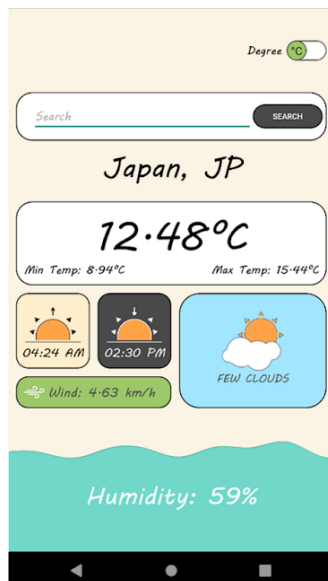 Degree °C
Search SEARCH
Japan, JP
12.48°C
Min Temp: 8.94°C Max Temp: 15.44°C
04:24 AM 02:30 PM
FEW CLOUDS
Wind: 4.63 km/h
Humidity: 59%